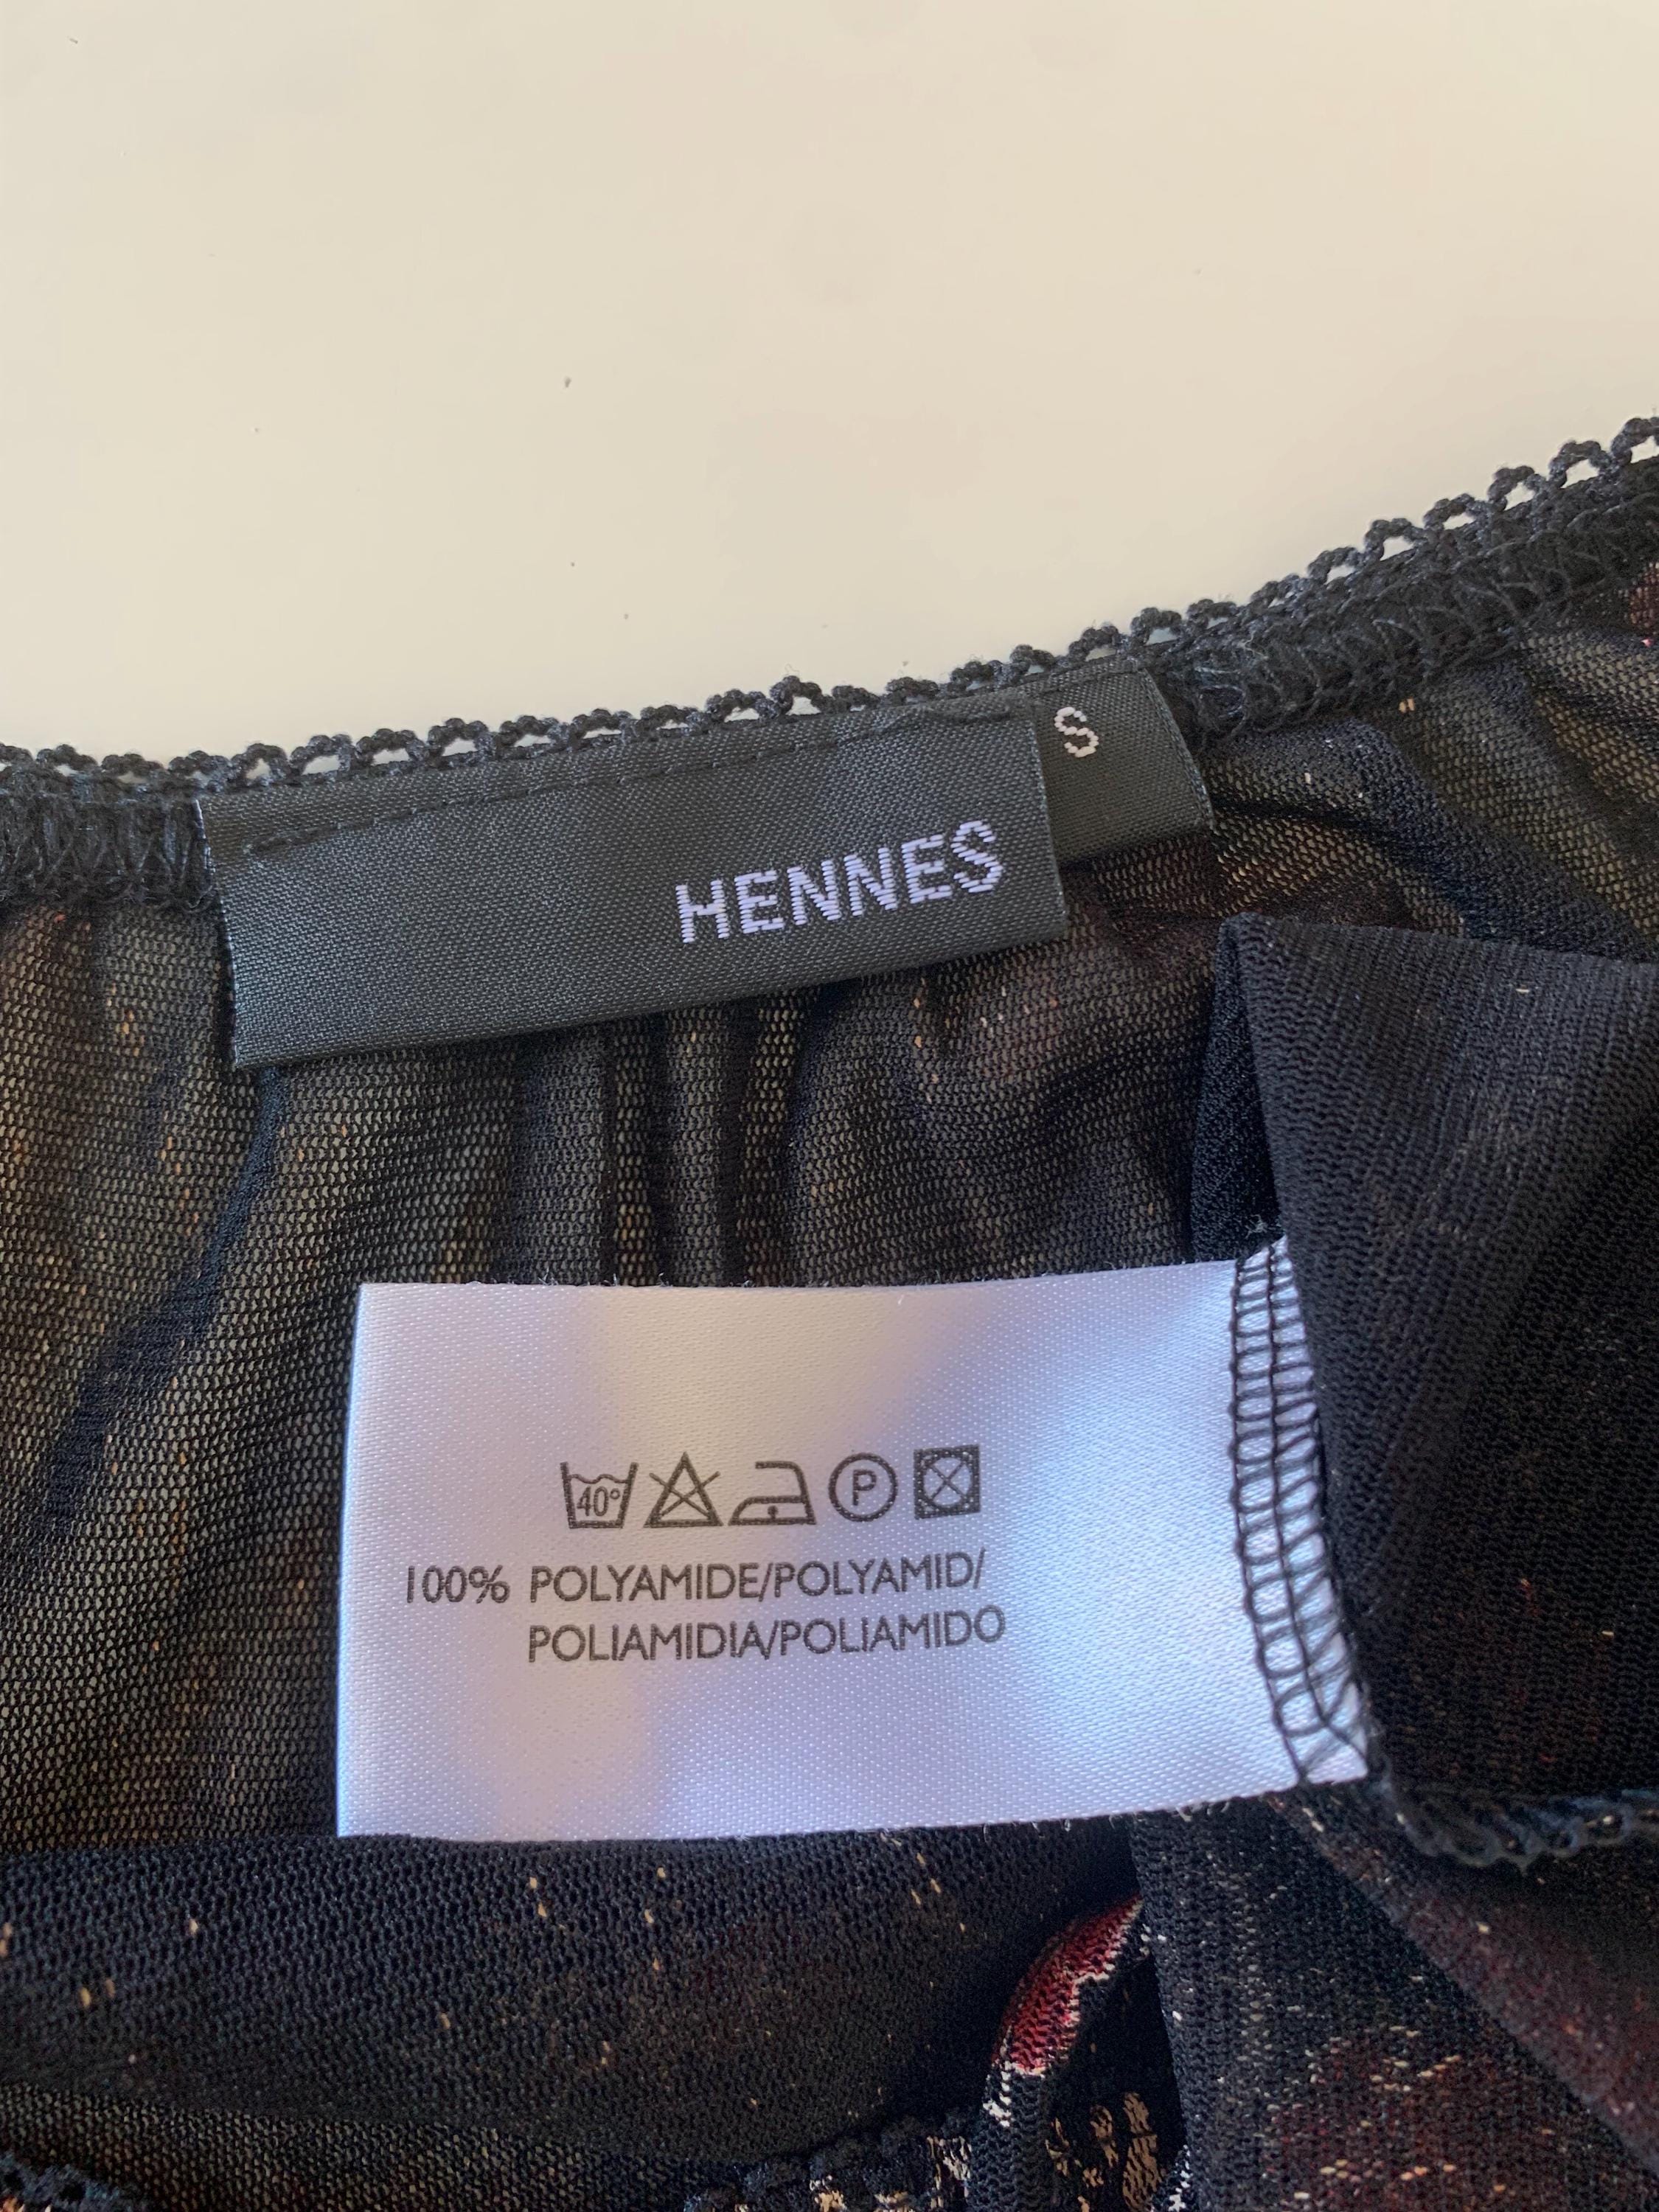 S
HENNES
40°
P
100% POLYAMIDE/POLYAMID/
POLIAMIDIA/POLIAMIDO